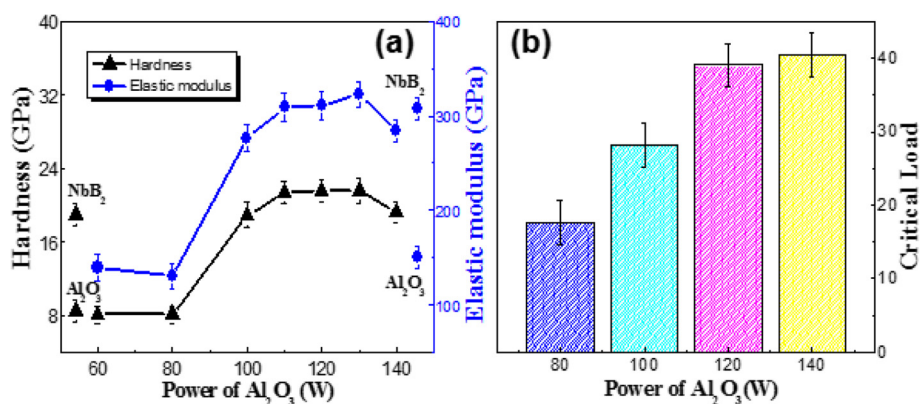 (a)
Hardness
Elastic modulus
40
32
24
16
8
Hardness (GPa)
NbB₂
Al₂O₃
NbB₂
Al₂O₃
400
300
200
100
Elastic modulus (GPa)
60 80 100 120 140
Power of Al₂O₃ (W)
(b)
40
30
20
10
0
Critical Load
80 100 120 140
Power of Al₂O₃ (W)